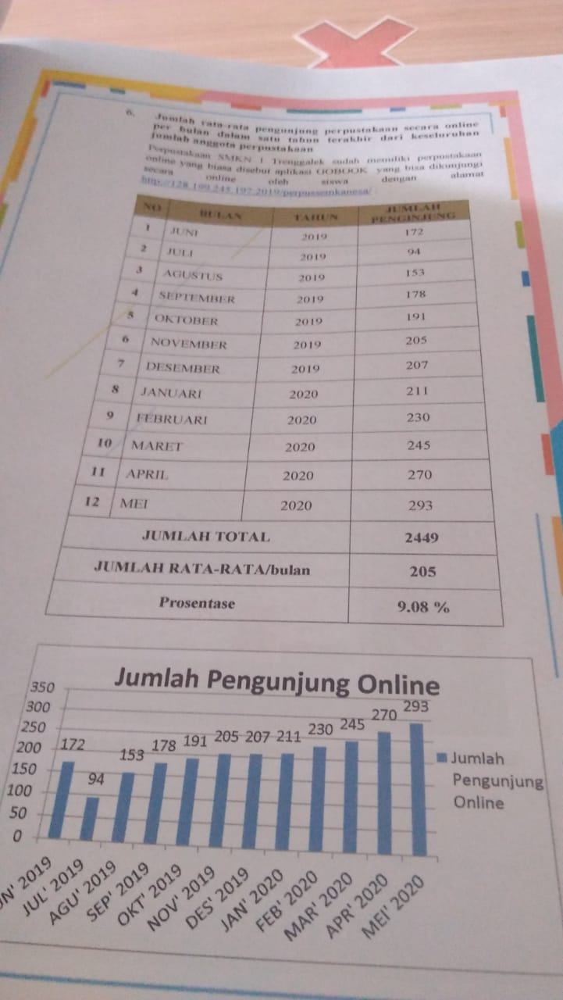 6. Jumlah rata-rata pengunjung perpustakaan secara online
per bulan dalam satu tahun terakhir dari keseluruhan
jumlah anggota perpustakaan
Perpustakaan SMKN 1 Trenggalek sudah memiliki perpustakaan
online yang biasa disebut aplikasi GOBOOK yang bisa dikunjungi
secara online oleh siswa dengan alamat
http://128.199.245.197:2019/perpussmkanesa/
NO BULAN TAHUN JUMLAH PENGINJUNG
1 JUNI 2019 172
2 JULI 2019 94
3 AGUSTUS 2019 153
4 SEPTEMBER 2019 178
5 OKTOBER 2019 191
6 NOVEMBER 2019 205
7 DESEMBER 2019 207
8 JANUARI 2020 211
9 FEBRUARI 2020 230
10 MARET 2020 245
11 APRIL 2020 270
12 MEI 2020 293
JUMLAH TOTAL 2449
JUMLAH RATA-RATA/bulan 205
Prosentase 9.08 %
Jumlah Pengunjung Online
350
300
250
200
150
100
50
0
172 94 153 178 191 205 207 211 230 245 270 293
Jumlah
Pengunjung
Online
UN' 2019 JUL' 2019 AGU' 2019 SEP' 2019 OKT' 2019 NOV' 2019 DES' 2019 JAN' 2020 FEB' 2020 MAR' 2020 APR' 2020 MEI' 2020